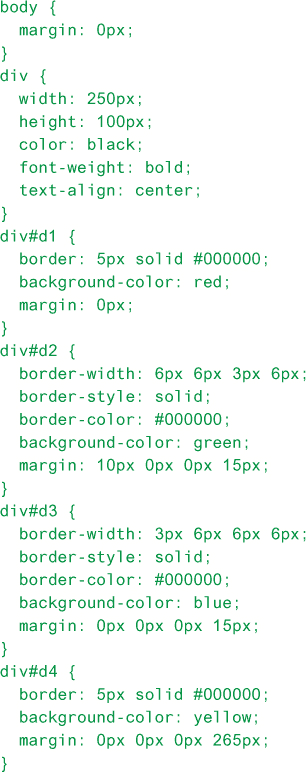 body {
  margin: 0px;
}
div {
  width: 250px;
  height: 100px;
  color: black;
  font-weight: bold;
  text-align: center;
}
div#d1 {
  border: 5px solid #000000;
  background-color: red;
  margin: 0px;
}
div#d2 {
  border-width: 6px 6px 3px 6px;
  border-style: solid;
  border-color: #000000;
  background-color: green;
  margin: 10px 0px 0px 15px;
}
div#d3 {
  border-width: 3px 6px 6px 6px;
  border-style: solid;
  border-color: #000000;
  background-color: blue;
  margin: 0px 0px 0px 15px;
}
div#d4 {
  border: 5px solid #000000;
  background-color: yellow;
  margin: 0px 0px 0px 265px;
}